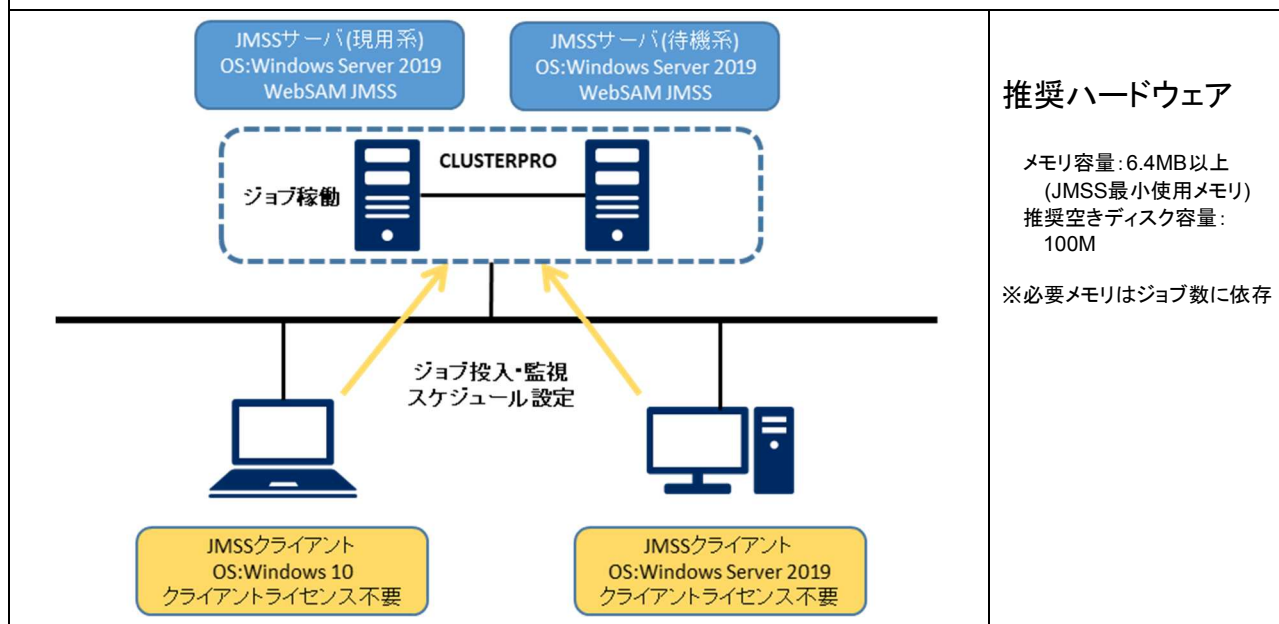 JMSSサーバ(現用系)
OS:Windows Server 2019
WebSAM JMSS
JMSSサーバ(待機系)
OS:Windows Server 2019
WebSAM JMSS
CLUSTERPRO
ジョブ稼働
ジョブ投入・監視
スケジュール設定
JMSSクライアント
OS:Windows 10
クライアントライセンス不要
JMSSクライアント
OS:Windows Server 2019
クライアントライセンス不要
推奨ハードウェア
メモリ容量:6.4MB以上
(JMSS最小使用メモリ)
推奨空きディスク容量:
100M
※必要メモリはジョブ数に依存